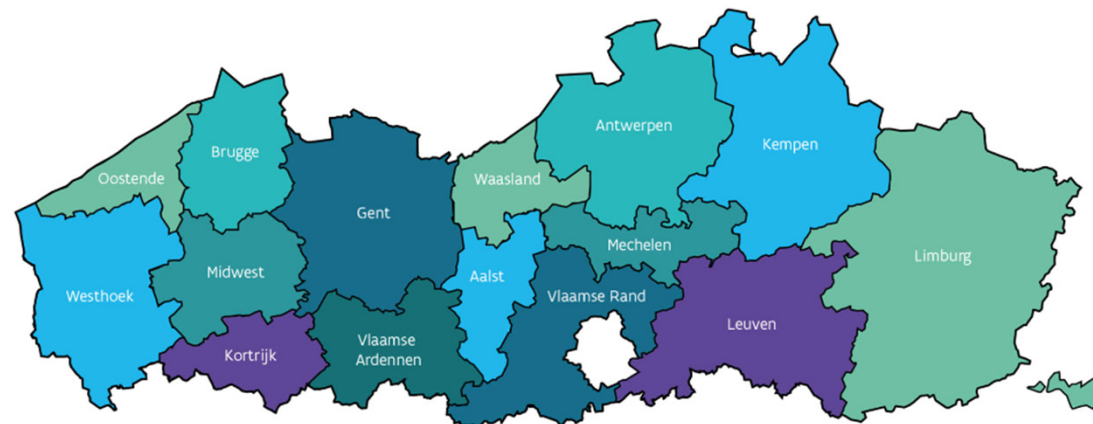 Antwerpen
Kempen
Brugge
Oostende
Waasland
Gent
Mechelen
Limburg
Midwest
Aalst
Westhoek
Vlaamse Rand
Leuven
Kortrijk
Vlaamse
Ardennen